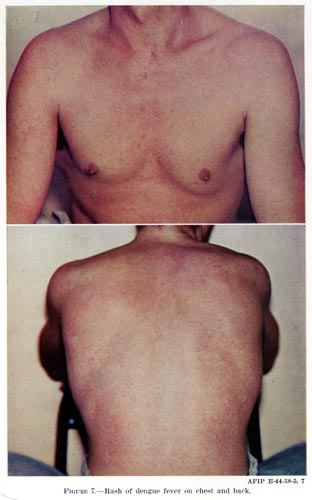 AFIP E-44-38-5, 7
FIGURE 7.—Rash of dengue fever on chest and back.